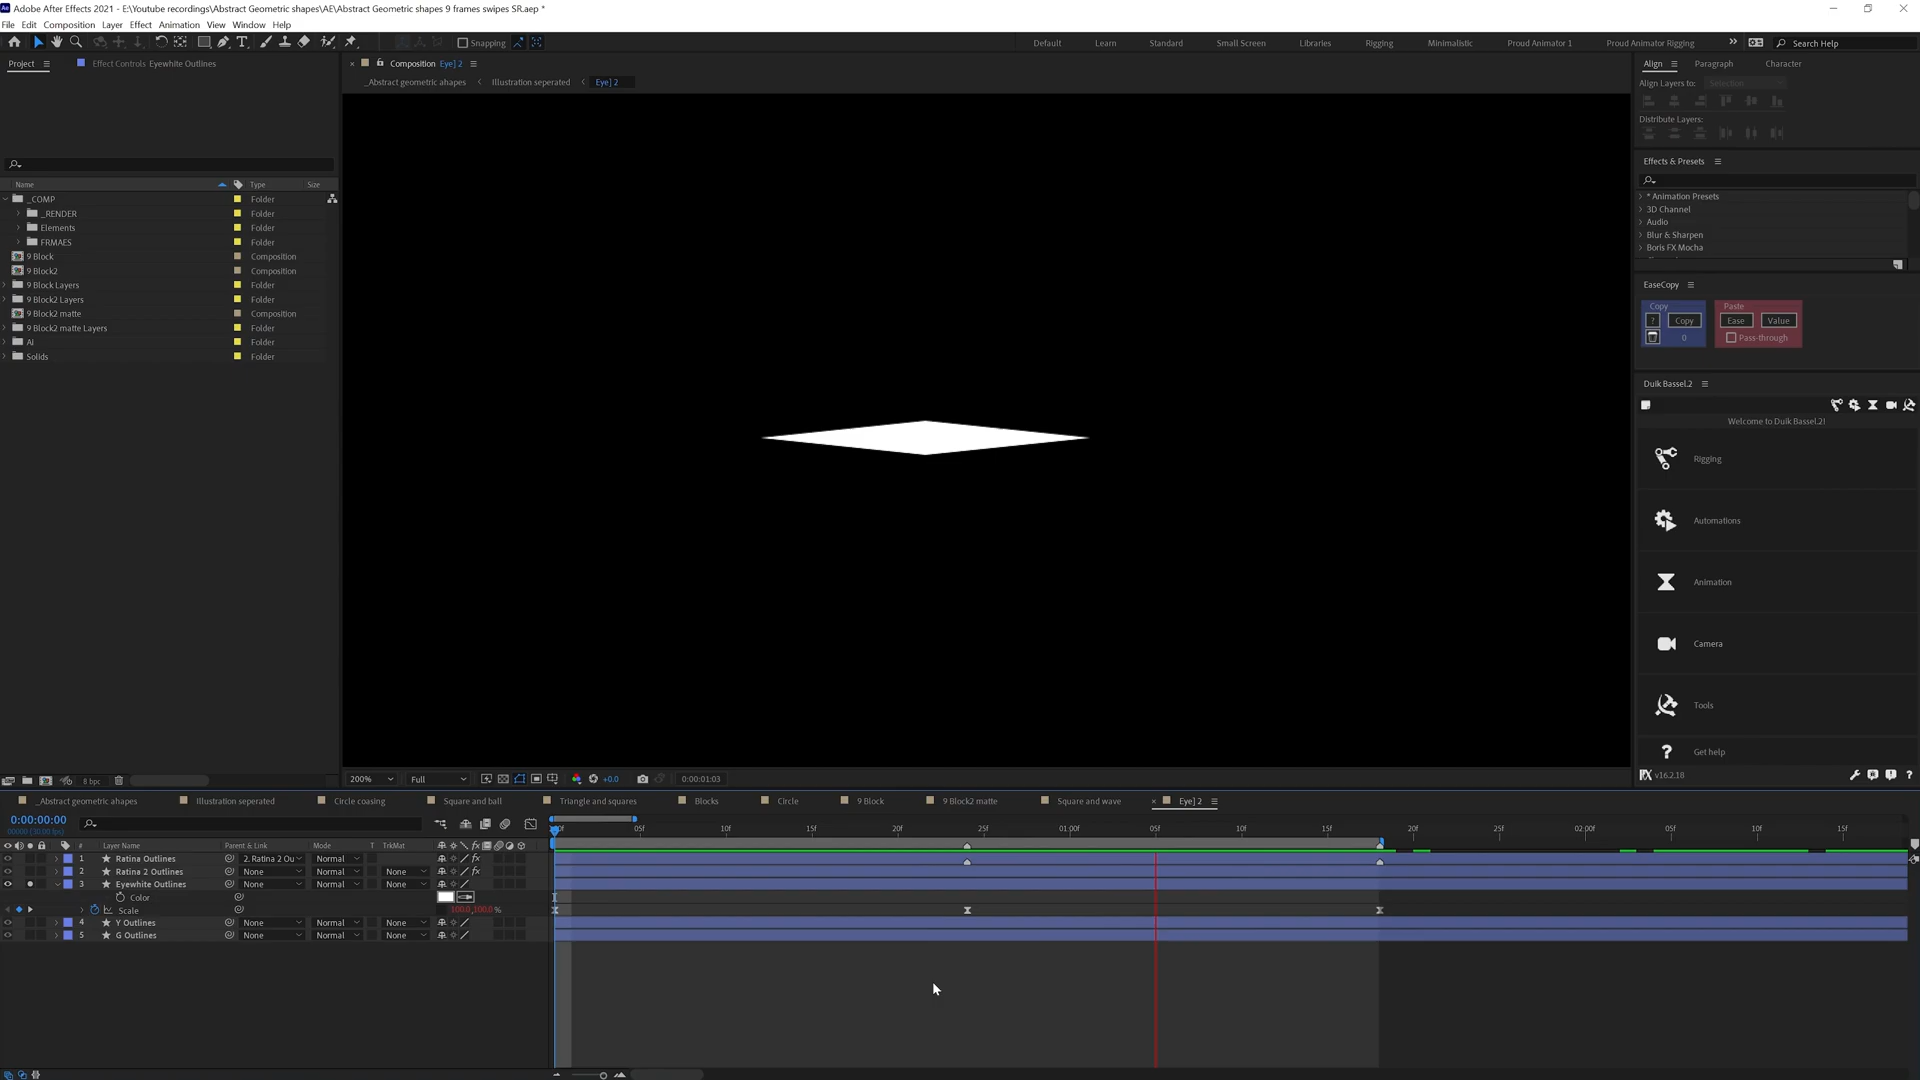 Adobe After Effects 2021 - E:\Youtube recordings\Abstract Geometric shapes\AE\Abstract Geometric shapes 9 frames swipes SR.aep *
File Edit Composition Layer Effect Animation View Window Help
Snapping
Default Learn Standard Small Screen Libraries Rigging Minimalistic Proud Animator 1 Proud Animator Rigging Search Help
Project Effect Controls Eyewhite Outlines
Composition Eye] 2
_Abstract geometric ahapes Illustration seperated Eye] 2
Align Paragraph Character
Align Layers to: Selection
Distribute Layers:
Effects & Presets
* Animation Presets
3D Channel
Audio
Blur & Sharpen
Boris FX Mocha
Name Type Size
_COMP Folder
_RENDER Folder
Elements Folder
FRMAES Folder
9 Block Composition
9 Block2 Composition
9 Block Layers Folder
9 Block2 Layers Folder
9 Block2 matte Composition
9 Block2 matte Layers Folder
AI Folder
Solids Folder
EaseCopy
Copy Paste
? Copy Ease Value
0 Pass-through
Duik Bassel.2
Welcome to Duik Bassel.2!
Rigging
Automations
Animation
Camera
Tools
? Get help
v16.2.18 ?
8 bpc
200% Full +0.0 0:00:01:03
_Abstract geometric ahapes Illustration seperated Circle coasing Square and ball Triangle and squares Blocks Circle 9 Block 9 Block2 matte Square and wave Eye] 2
0:00:00:00
00000 (30.00 fps)
05f 10f 15f 20f 25f 01:00f 05f 10f 15f 20f 25f 02:00f 05f 10f 15f
# Layer Name Parent & Link Mode T TrkMat
1 Ratina Outlines 2. Ratina 2 Ou Normal
2 Ratina 2 Outlines None Normal None
3 Eyewhite Outlines None Normal None
Color
Scale 100.0,100.0 %
4 Y Outlines None Normal None
5 G Outlines None Normal None